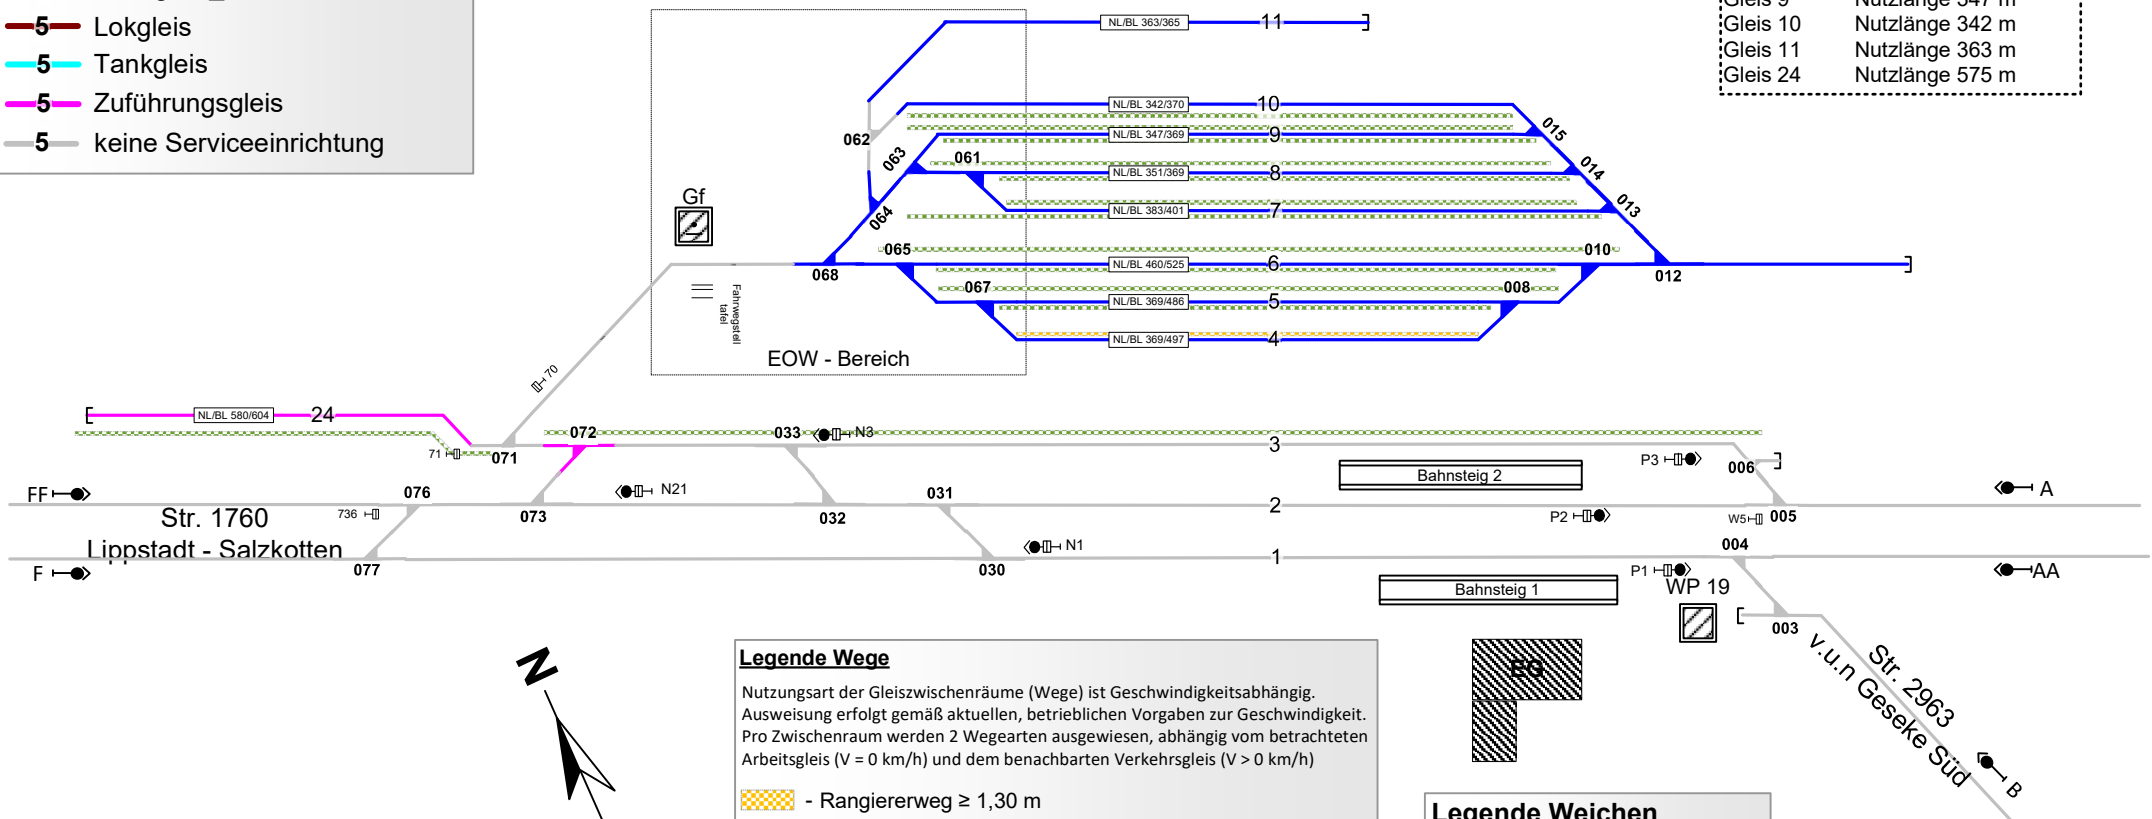 5 Lokgleis
5 Tankgleis
5 Zuführungsgleis
5 keine Serviceeinrichtung
Gleis 9 Nutzlänge 347 m
Gleis 10 Nutzlänge 342 m
Gleis 11 Nutzlänge 363 m
Gleis 24 Nutzlänge 575 m
NL/BL 363/365 11
NL/BL 342/370 10
015
062
NL/BL 347/369 9
063
061
014
NL/BL 351/369 8
Gf
064
NL/BL 383/401 7
013
065
010
068
NL/BL 460/525 6
012
067
008
Fahrwegstell
tafel
NL/BL 369/486 5
NL/BL 369/497 4
EOW - Bereich
70
NL/BL 580/604 24
072
033
N3
3
71
071
Bahnsteig 2
P3
006
FF
076
N21
031
A
Str. 1760
736
073
032
2
P2
W5
005
Lippstadt - Salzkotten
N1
004
F
077
030
1
P1
AA
Bahnsteig 1
WP 19
003
Str. 2963
v.u.n Geseke Süd
B
N
EG
Legende Wege
Nutzungsart der Gleiszwischenräume (Wege) ist Geschwindigkeitsabhängig.
Ausweisung erfolgt gemäß aktuellen, betrieblichen Vorgaben zur Geschwindigkeit.
Pro Zwischenraum werden 2 Wegearten ausgewiesen, abhängig vom betrachteten
Arbeitsgleis (V = 0 km/h) und dem benachbarten Verkehrsgleis (V > 0 km/h)
- Rangiererweg ≥ 1,30 m
Legende Weichen